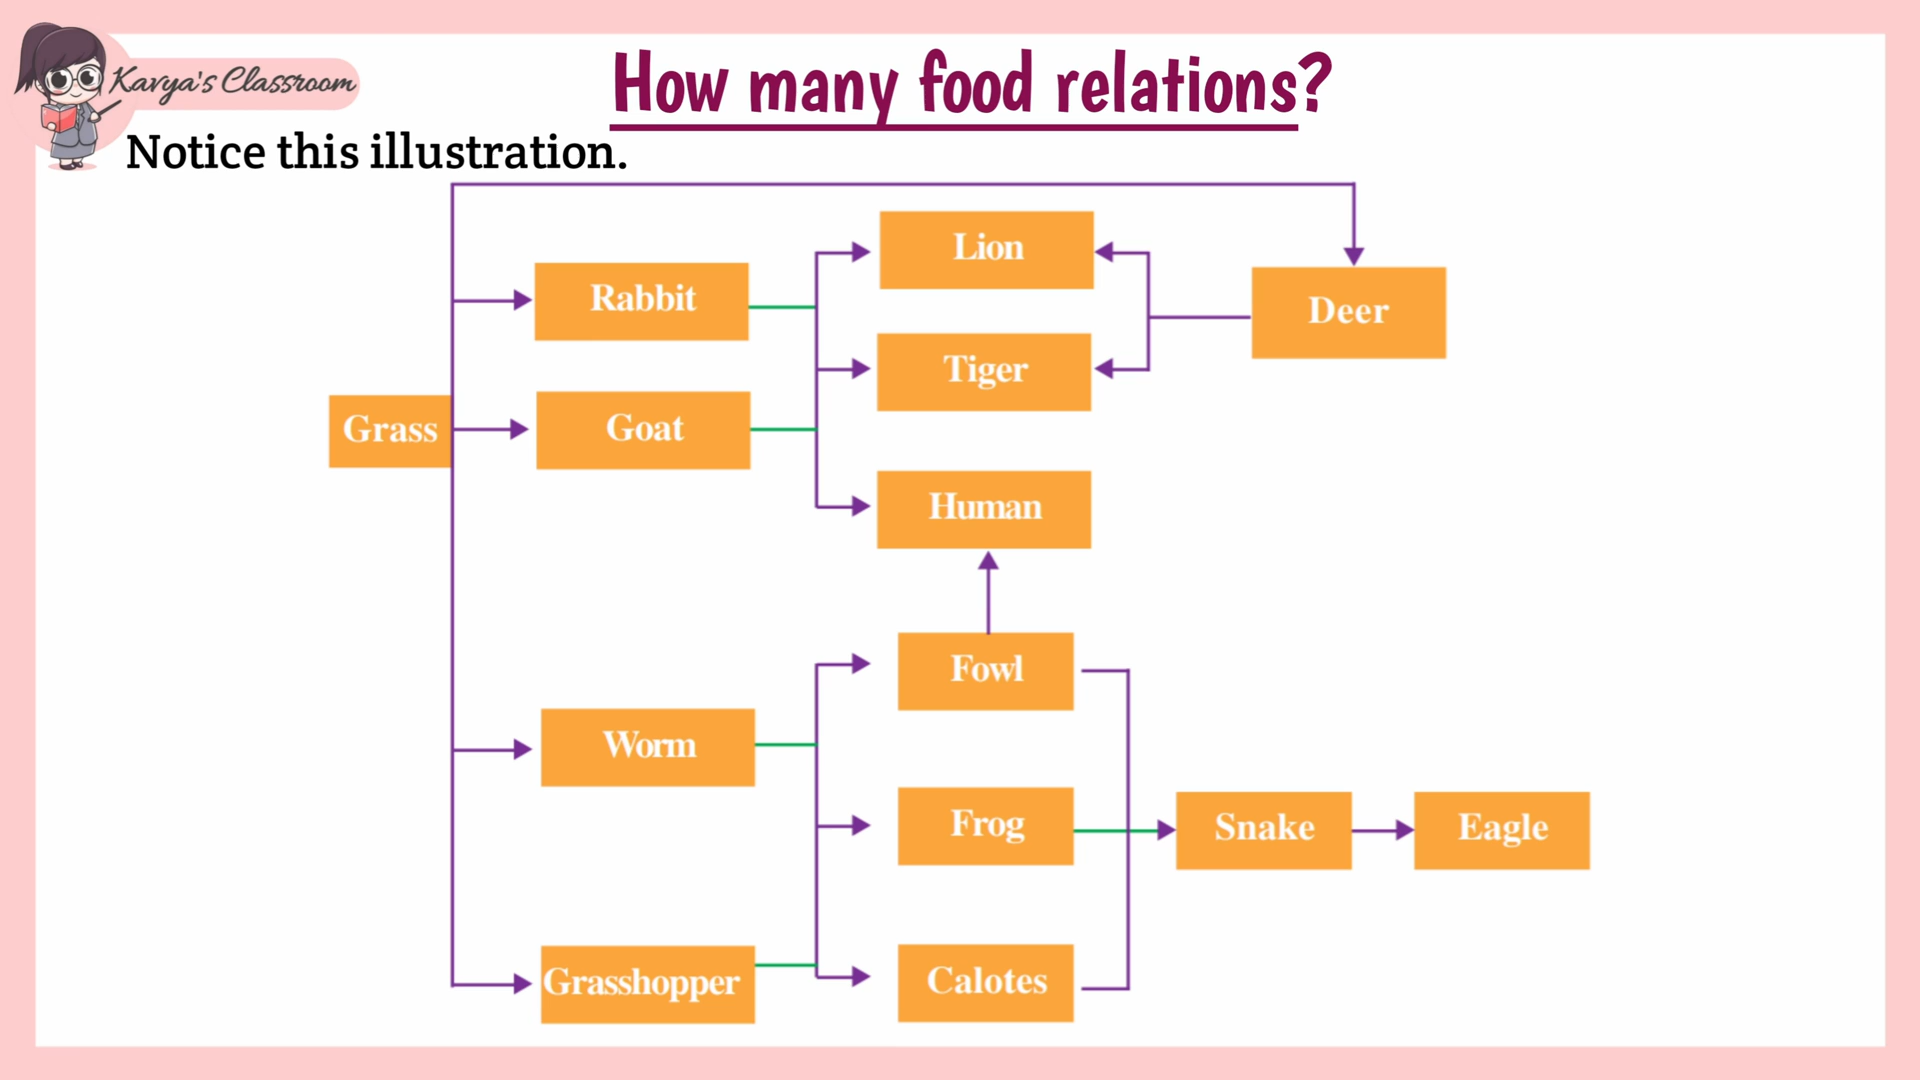 Kavya's Classroom
How many food relations?
Notice this illustration.
Lion
Rabbit
Deer
Tiger
Grass
Goat
Human
Fowl
Worm
Frog
Snake
Eagle
Grasshopper
Calotes